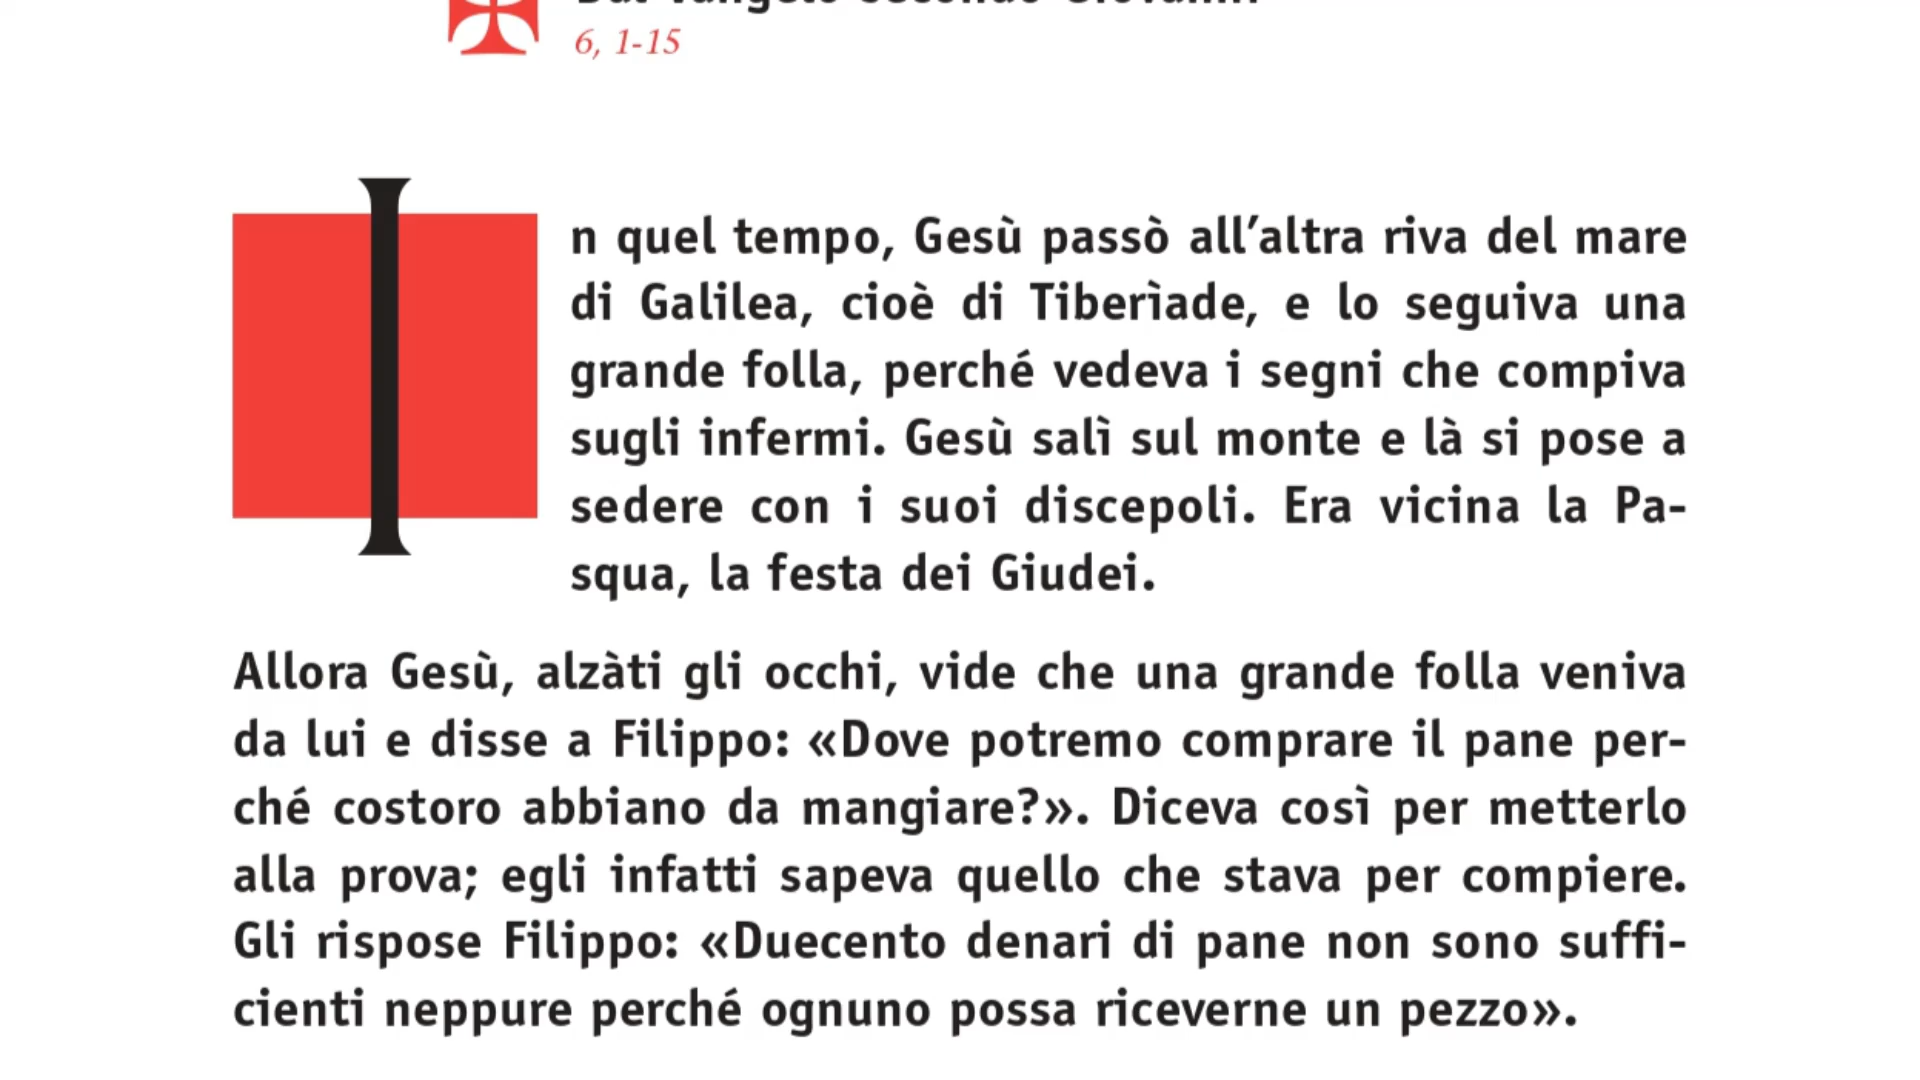 Dal Vangelo secondo Giovanni
6, 1-15
In quel tempo, Gesù passò all’altra riva del mare
di Galilea, cioè di Tiberìade, e lo seguiva una
grande folla, perché vedeva i segni che compiva
sugli infermi. Gesù salì sul monte e là si pose a
sedere con i suoi discepoli. Era vicina la Pa-
squa, la festa dei Giudei.
Allora Gesù, alzàti gli occhi, vide che una grande folla veniva
da lui e disse a Filippo: «Dove potremo comprare il pane per-
ché costoro abbiano da mangiare?». Diceva così per metterlo
alla prova; egli infatti sapeva quello che stava per compiere.
Gli rispose Filippo: «Duecento denari di pane non sono suffi-
cienti neppure perché ognuno possa riceverne un pezzo».